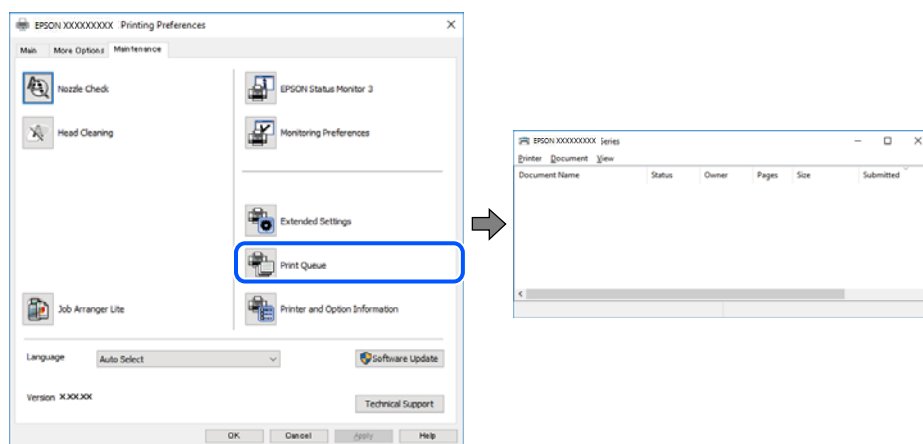 EPSON XXXXXXXXX Printing Preferences
Main More Options Maintenance
Nozzle Check
EPSON Status Monitor 3
Head Cleaning
Monitoring Preferences
Extended Settings
Print Queue
Job Arranger Lite
Printer and Option Information
Language Auto Select
Software Update
Version X.XX.XX
Technical Support
OK Cancel Apply Help
EPSON XXXXXXXXX Series
Printer Document View
Document Name Status Owner Pages Size Submitted